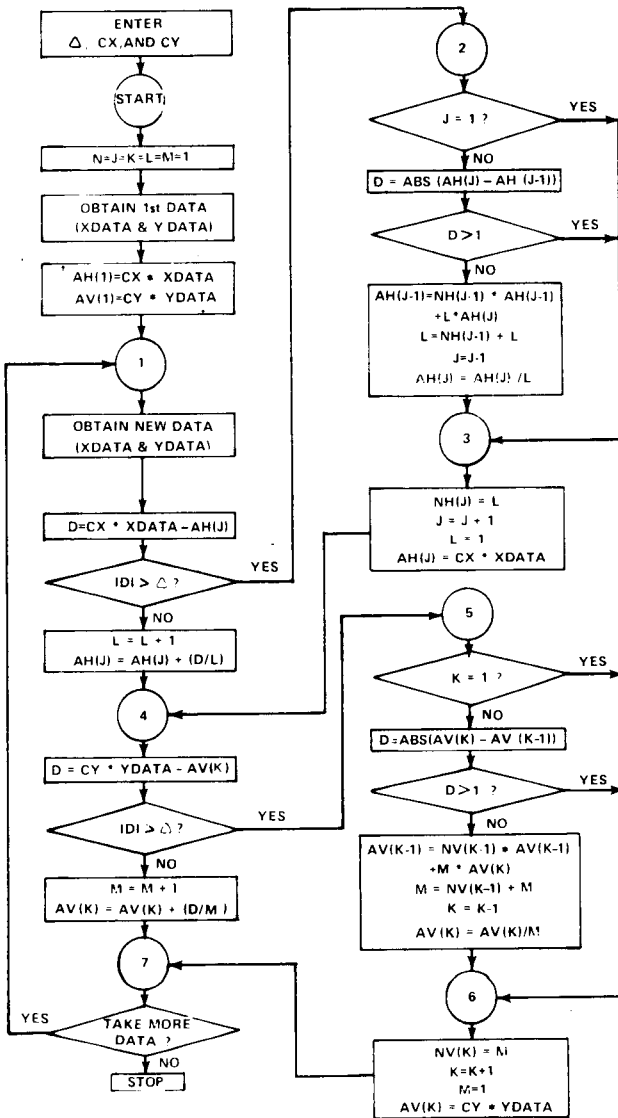 ENTER
△, CX, AND CY
START
N=J=K=L=M=1
OBTAIN 1st DATA
(XDATA & Y DATA)
AH(1)=CX * XDATA
AV(1)=CY * YDATA
1
OBTAIN NEW DATA
(XDATA & YDATA)
D=CX * XDATA-AH(J)
IDI > △ ?
YES
NO
L = L + 1
AH(J) = AH(J) + (D/L)
4
D = CY * YDATA-AV(K)
IDI > △ ?
YES
NO
M = M + 1
AV(K) = AV(K) + (D/M)
7
YES
TAKE MORE
DATA ?
NO
STOP
2
J = 1 ?
YES
NO
D = ABS (AH(J) - AH (J-1))
D > 1
YES
NO
AH(J-1)=NH(J-1) * AH(J-1)
+L*AH(J)
L=NH(J-1) + L
J=J-1
AH(J) = AH(J) /L
3
NH(J) = L
J = J + 1
L = 1
AH(J) = CX * XDATA
5
K = 1 ?
YES
NO
D=ABS(AV(K) - AV (K-1))
D>1 ?
YES
NO
AV(K-1) = NV(K-1) * AV(K-1)
+M * AV(K)
M = NV(K-1) + M
K = K-1
AV(K) = AV(K)/M
6
NV(K) = M
K=K+1
M=1
AV(K) = CY * YDATA